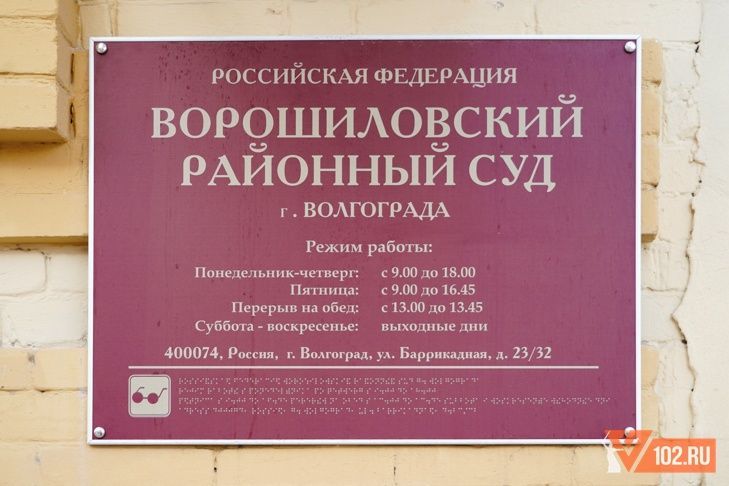 РОССИЙСКАЯ ФЕДЕРАЦИЯ
ВОРОШИЛОВСКИЙ
РАЙОННЫЙ СУД
г. ВОЛГОГРАДА
Режим работы:
Понедельник-четверг: с 9.00 до 18.00
Пятница: с 9.00 до 16.45
Перерыв на обед: с 13.00 до 13.45
Суббота - воскресенье: выходные дни
400074, Россия, г. Волгоград, ул. Баррикадная, д. 23/32
V102.RU